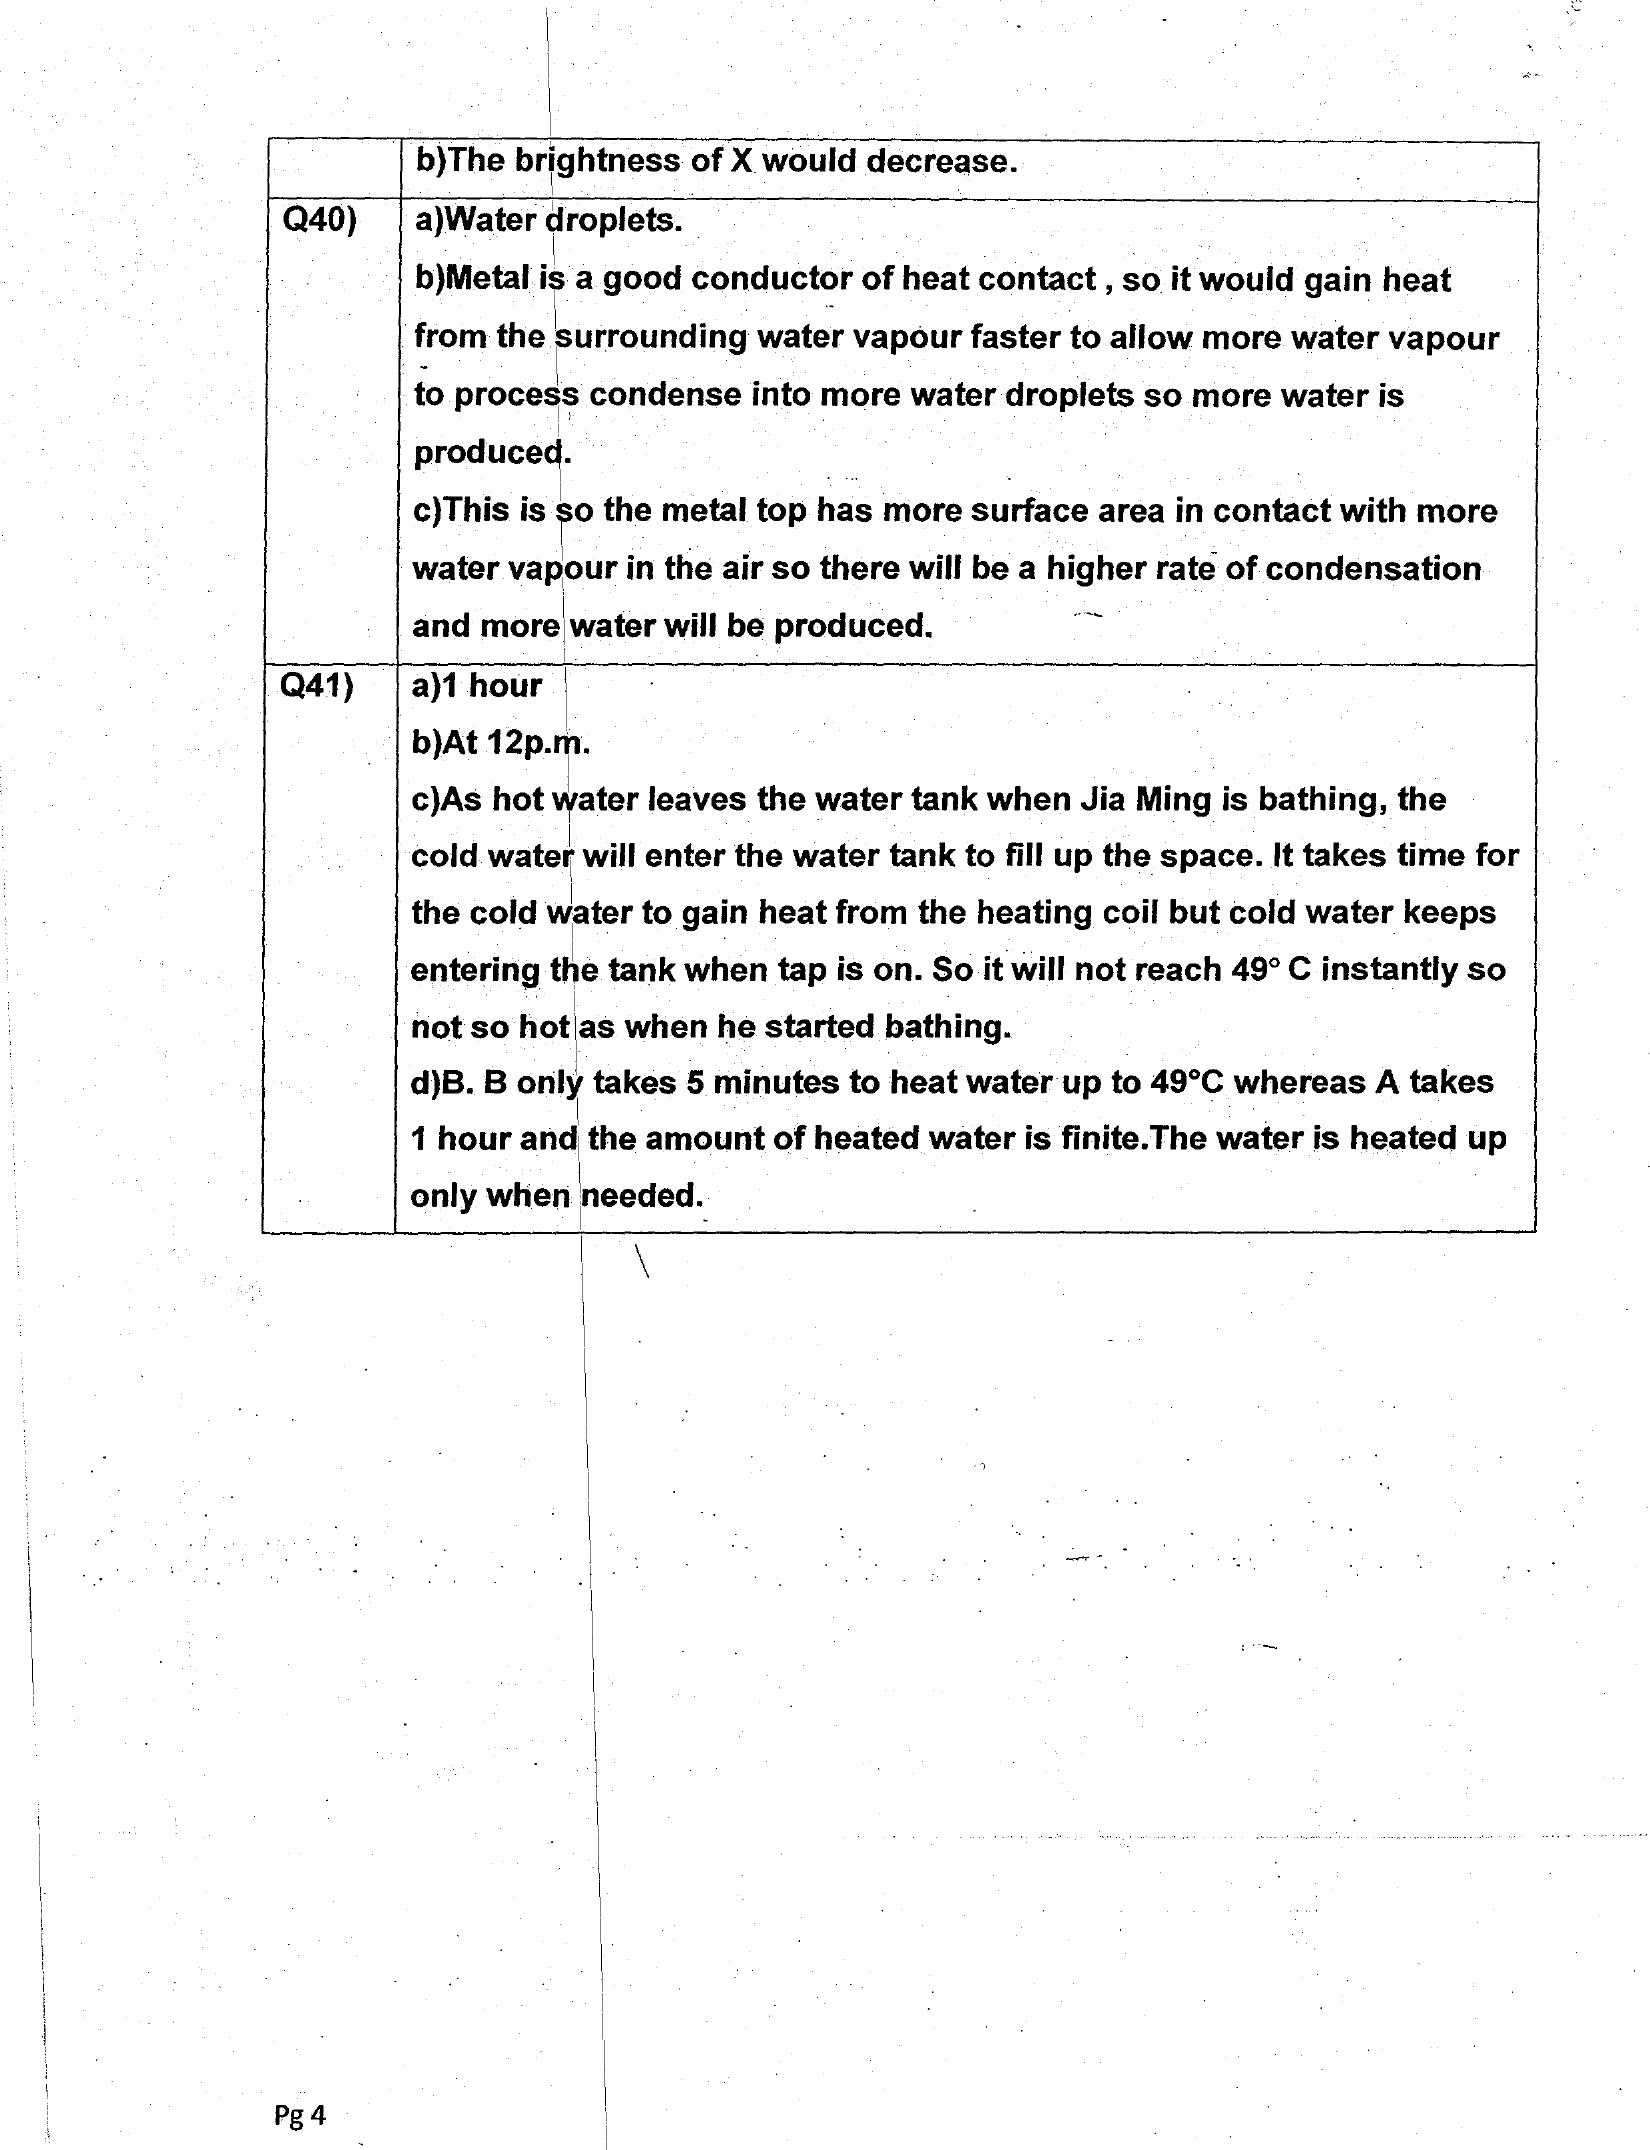 b)The brightness of X would decrease.
Q40) a)Water droplets.
b)Metal is a good conductor of heat contact , so it would gain heat
from the surrounding water vapour faster to allow more water vapour
to process condense into more water droplets so more water is
produced.
c)This is so the metal top has more surface area in contact with more
water vapour in the air so there will be a higher rate of condensation
and more water will be produced.
Q41) a)1 hour
b)At 12p.m.
c)As hot water leaves the water tank when Jia Ming is bathing, the
cold water will enter the water tank to fill up the space. It takes time for
the cold water to gain heat from the heating coil but cold water keeps
entering the tank when tap is on. So it will not reach 49° C instantly so
not so hot as when he started bathing.
d)B. B only takes 5 minutes to heat water up to 49°C whereas A takes
1 hour and the amount of heated water is finite.The water is heated up
only when needed.
Pg 4